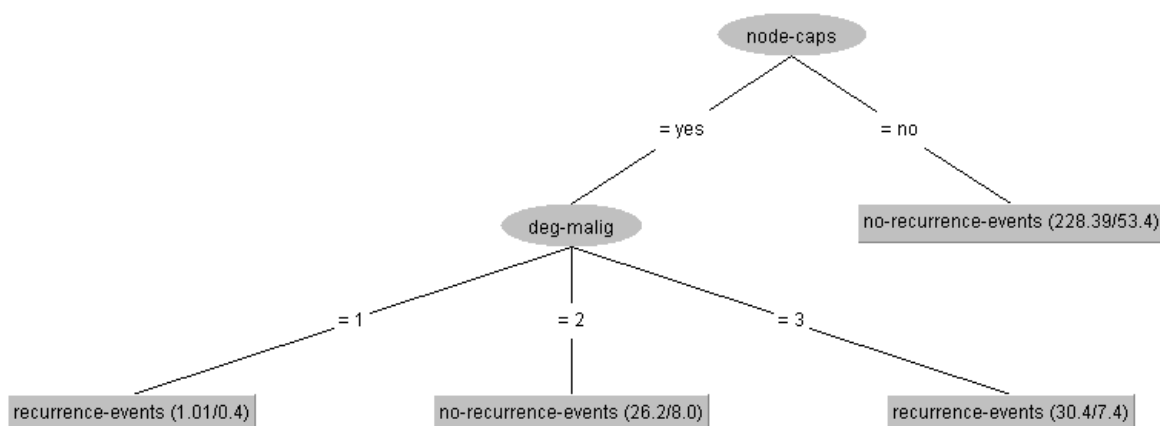 node-caps
= yes
= no
deg-malig
no-recurrence-events (228.39/53.4)
= 1
= 2
= 3
recurrence-events (1.01/0.4)
no-recurrence-events (26.2/8.0)
recurrence-events (30.4/7.4)